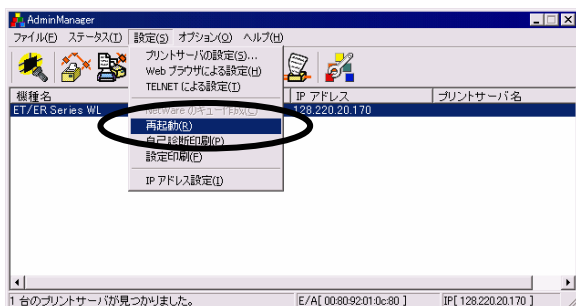 AdminManager
ファイル(F) ステータス(T) 設定(S) オプション(O) ヘルプ(H)
プリントサーバの設定(S)...
Web ブラウザによる設定(H)
TELNET による設定(T)
機種名 IP アドレス プリントサーバ名
ET/ER Series WL 128.220.20.170
NetWare のキュー作成(C)
再起動(R)
自己診断印刷(P)
設定印刷(F)
IP アドレス設定(I)
1 台のプリントサーバが見つかりました。 E/A[ 00:80:92:01:0c:80 ] IP[ 128.220.20.170 ]